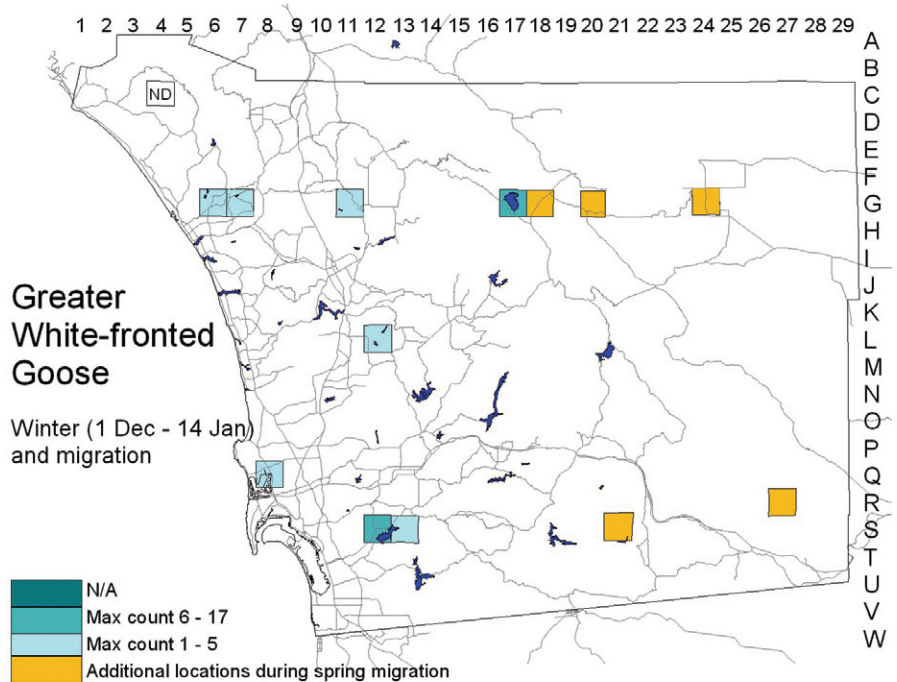 1 2 3 4 5 6 7 8 9 10 11 12 13 14 15 16 17 18 19 20 21 22 23 24 25 26 27 28 29
A
B
C
D
E
F
G
H
I
J
K
L
M
N
O
P
Q
R
S
T
U
V
W
ND
Greater
White-fronted
Goose
Winter (1 Dec - 14 Jan)
and migration
N/A
Max count 6 - 17
Max count 1 - 5
Additional locations during spring migration